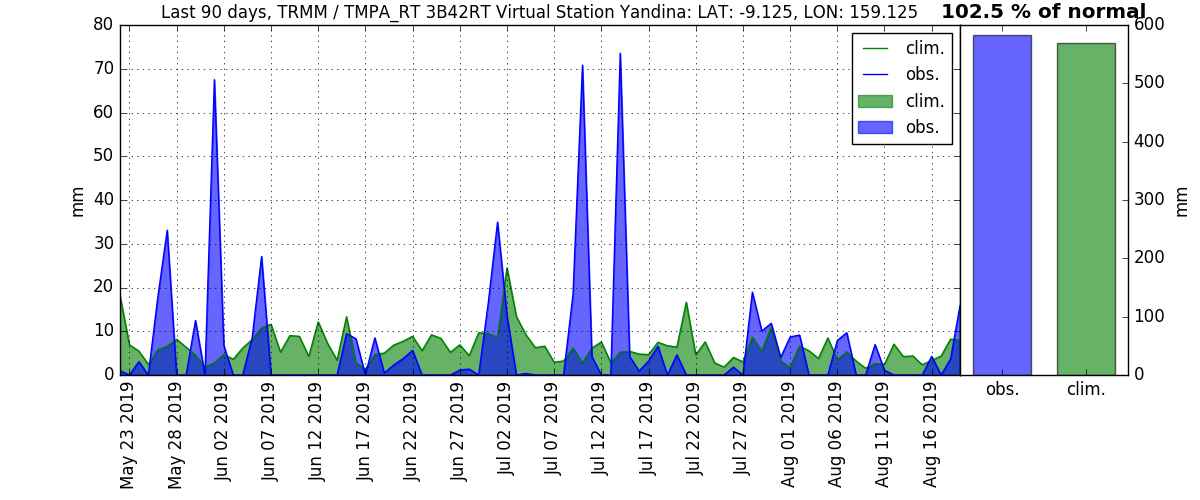 Last 90 days, TRMM / TMPA_RT 3B42RT Virtual Station Yandina: LAT: -9.125, LON: 159.125
102.5 % of normal
80
70
60
50
40
30
20
10
0
mm
clim.
obs.
clim.
obs.
600
500
400
300
200
100
0
mm
obs.
clim.
May 23 2019
May 28 2019
Jun 02 2019
Jun 07 2019
Jun 12 2019
Jun 17 2019
Jun 22 2019
Jun 27 2019
Jul 02 2019
Jul 07 2019
Jul 12 2019
Jul 17 2019
Jul 22 2019
Jul 27 2019
Aug 01 2019
Aug 06 2019
Aug 11 2019
Aug 16 2019